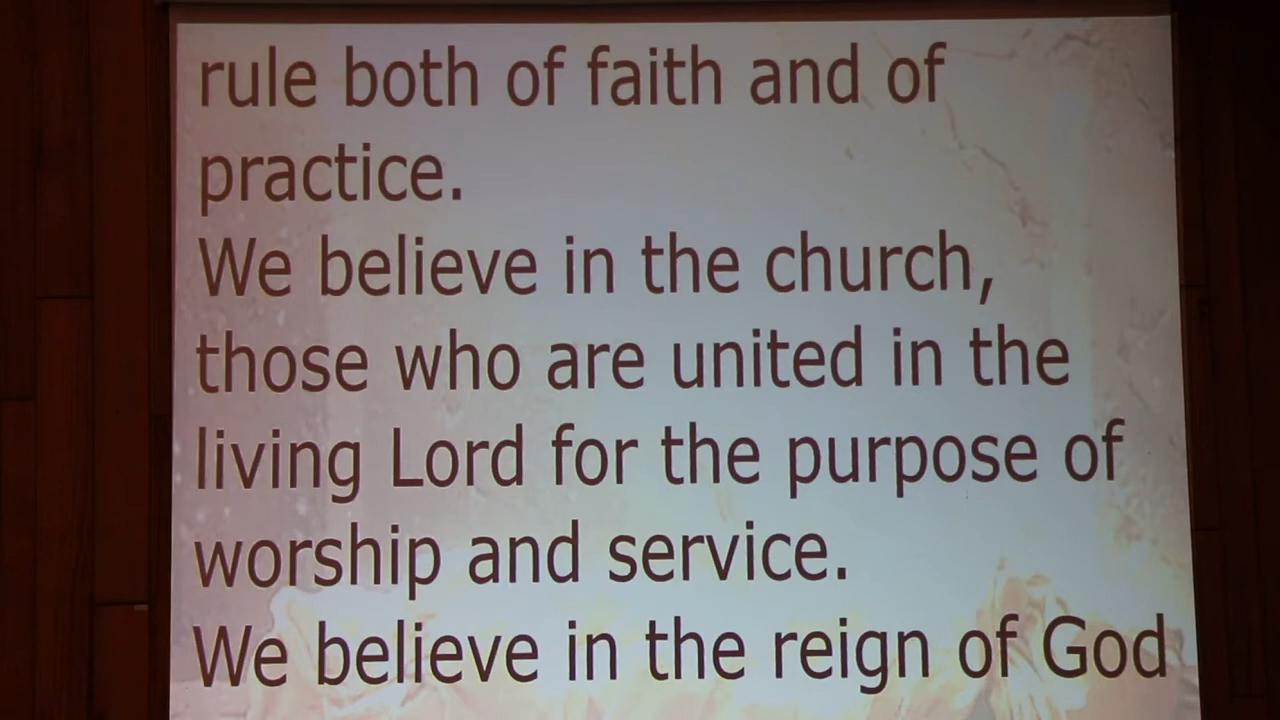 rule both of faith and of
practice.
We believe in the church,
those who are united in the
living Lord for the purpose of
worship and service.
We believe in the reign of God